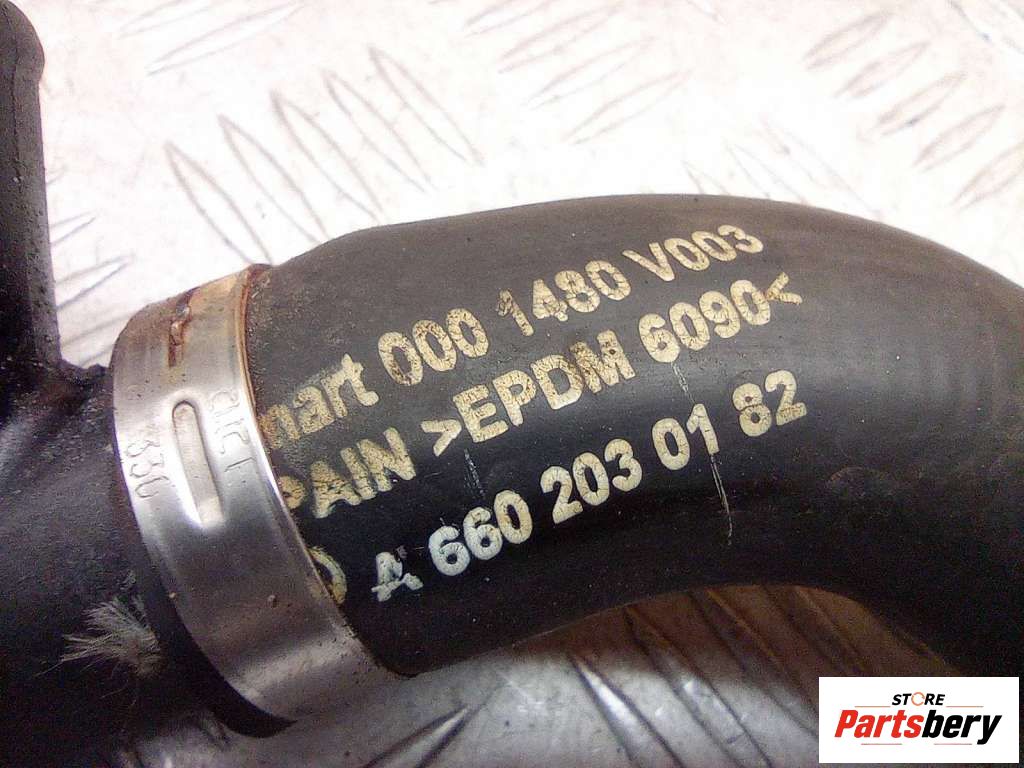 mart 000 1480 V003
PAIN >EPDM 6090<
A 660 203 01 82
STORE
Partsbery